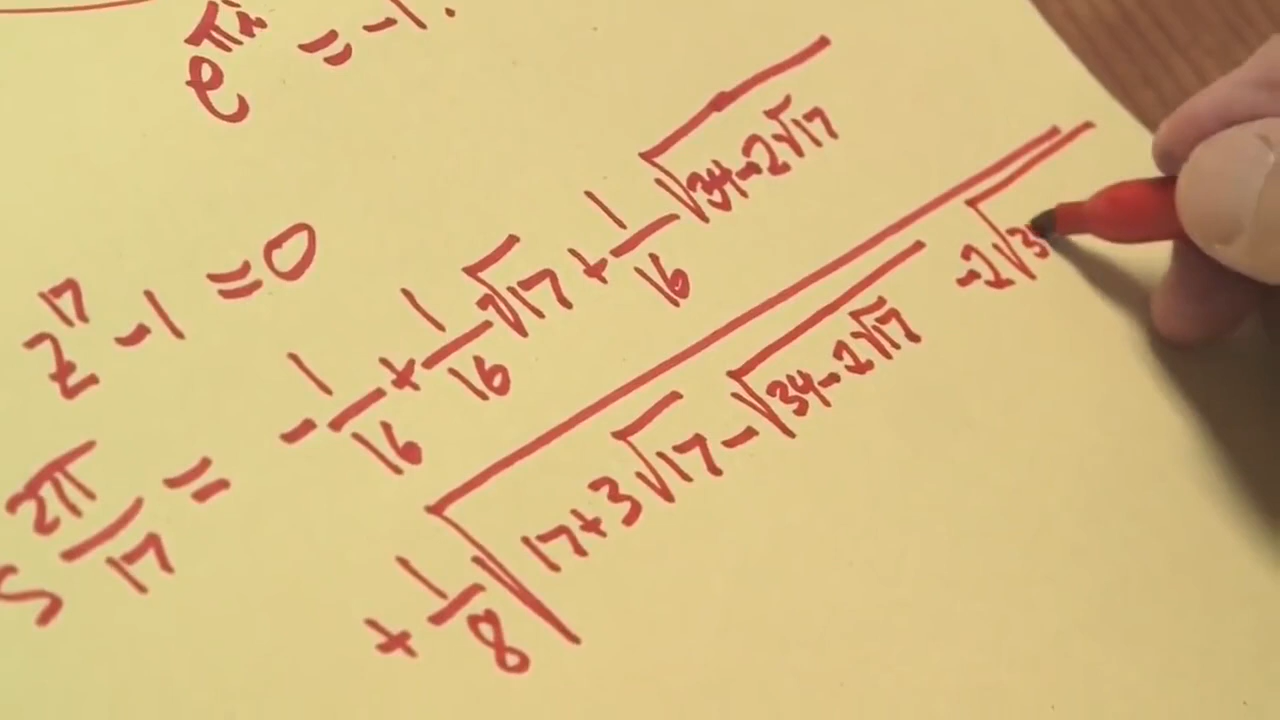 e^{πi} = -1.
z^{17} - 1 = 0
s 2π/17 = - 1/16 + 1/16 √17 + 1/16 √(34-2√17)
+ 1/8 √(17+3√17 - √(34-2√17) -2√3